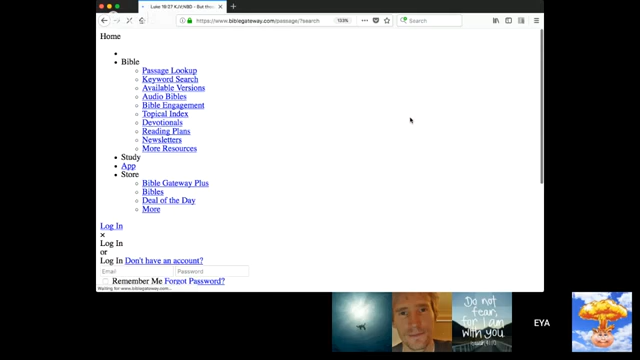 Luke 19:27 KJV;NBD - But thos
https://www.biblegateway.com/passage/?search
133%
Search
Home
Bible
Passage Lookup
Keyword Search
Available Versions
Audio Bibles
Bible Engagement
Topical Index
Devotionals
Reading Plans
Newsletters
More Resources
Study
App
Store
Bible Gateway Plus
Bibles
Deal of the Day
More
Log In
×
Log In
or
Log In Don't have an account?
Email Password
Remember Me Forgot Password?
Waiting for www.biblegateway.com...
Do not
fear,
for I am
with you
EYA